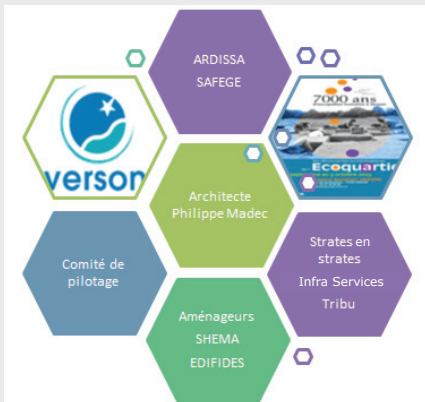 ARDISSA
SAFEGE
verson
7000 ans
Ecoquartier
Architecte
Philippe Madec
Comité de
pilotage
Strates en
strates
Infra Services
Tribu
Aménageurs
SHEMA
EDIFIDES